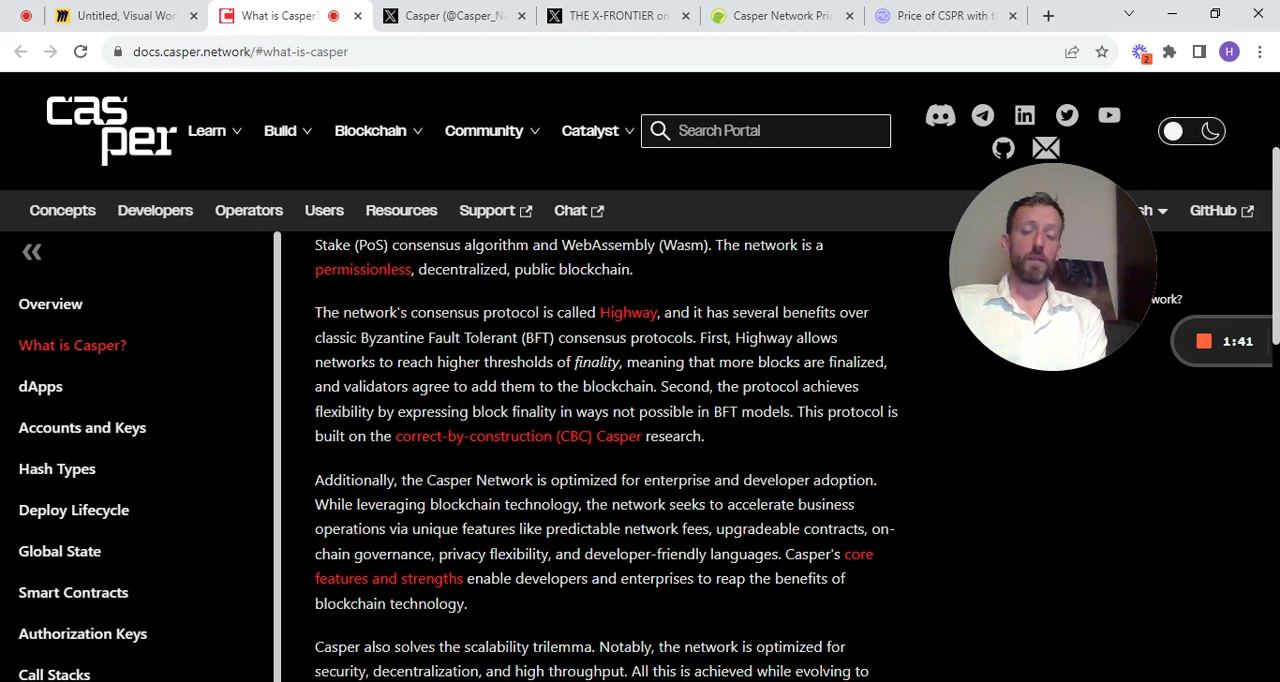 Untitled, Visual Wor
What is Casper?
Casper (@Casper_Ne
THE X-FRONTIER on
Casper Network Pric
Price of CSPR with t
docs.casper.network/#what-is-casper
2
H
casper
Learn
Build
Blockchain
Community
Catalyst
Search Portal
Concepts
Developers
Operators
Users
Resources
Support
Chat
sh
GitHub
Overview
What is Casper?
dApps
Accounts and Keys
Hash Types
Deploy Lifecycle
Global State
Smart Contracts
Authorization Keys
Call Stacks
Stake (PoS) consensus algorithm and WebAssembly (Wasm). The network is a
permissionless, decentralized, public blockchain.
The network's consensus protocol is called Highway, and it has several benefits over
classic Byzantine Fault Tolerant (BFT) consensus protocols. First, Highway allows
networks to reach higher thresholds of finality, meaning that more blocks are finalized,
and validators agree to add them to the blockchain. Second, the protocol achieves
flexibility by expressing block finality in ways not possible in BFT models. This protocol is
built on the correct-by-construction (CBC) Casper research.
Additionally, the Casper Network is optimized for enterprise and developer adoption.
While leveraging blockchain technology, the network seeks to accelerate business
operations via unique features like predictable network fees, upgradeable contracts, on-
chain governance, privacy flexibility, and developer-friendly languages. Casper's core
features and strengths enable developers and enterprises to reap the benefits of
blockchain technology.
Casper also solves the scalability trilemma. Notably, the network is optimized for
security, decentralization, and high throughput. All this is achieved while evolving to
work?
1:41